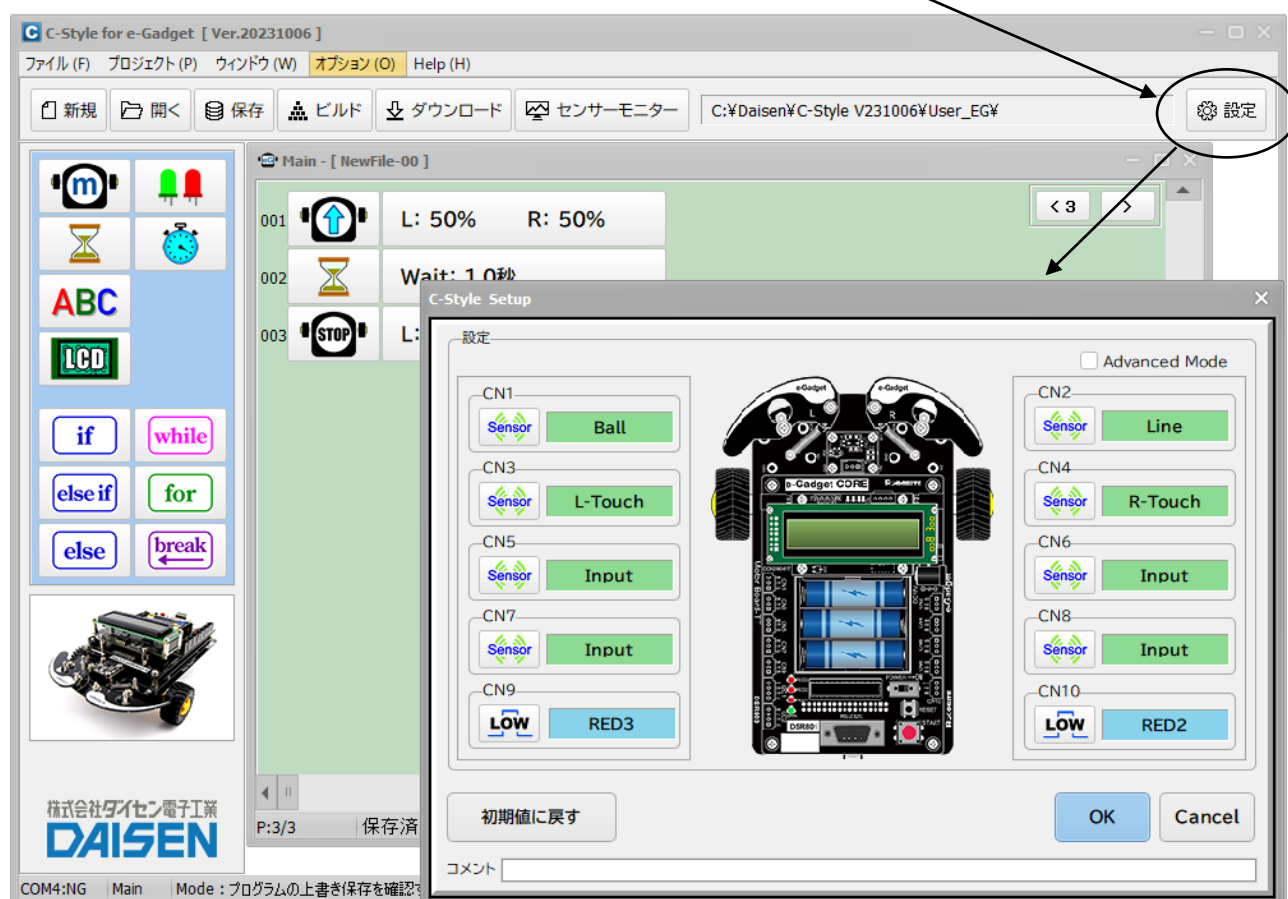 C-Style for e-Gadget [ Ver.20231006 ]
ファイル (F) プロジェクト (P) ウィンドウ (W) オプション (O) Help (H)
新規 開く 保存 ビルド ダウンロード センサーモニター C:¥Daisen¥C-Style V231006¥User_EG¥ 設定
Main - [ NewFile-00 ]
m
001 L: 50% R: 50%
< 3 >
002 Wait: 1.0秒
ABC
003 STOP L:
LCD
if while
else if for
else break
株式会社ダイセン電子工業
DAISEN
P:3/3 保存済
COM4:NG Main Mode : プログラムの上書き保存を確認
C-Style Setup
設定
Advanced Mode
CN1
Sensor Ball
CN2
Sensor Line
CN3
Sensor L-Touch
CN4
Sensor R-Touch
CN5
Sensor Input
CN6
Sensor Input
CN7
Sensor Input
CN8
Sensor Input
CN9
LOW RED3
CN10
LOW RED2
e-Gadget e-Gadget
L R
e-Gadget CORE
e-Gadget
POWER
RESET
START
RS-232C
DSR801
初期値に戻す OK Cancel
コメント